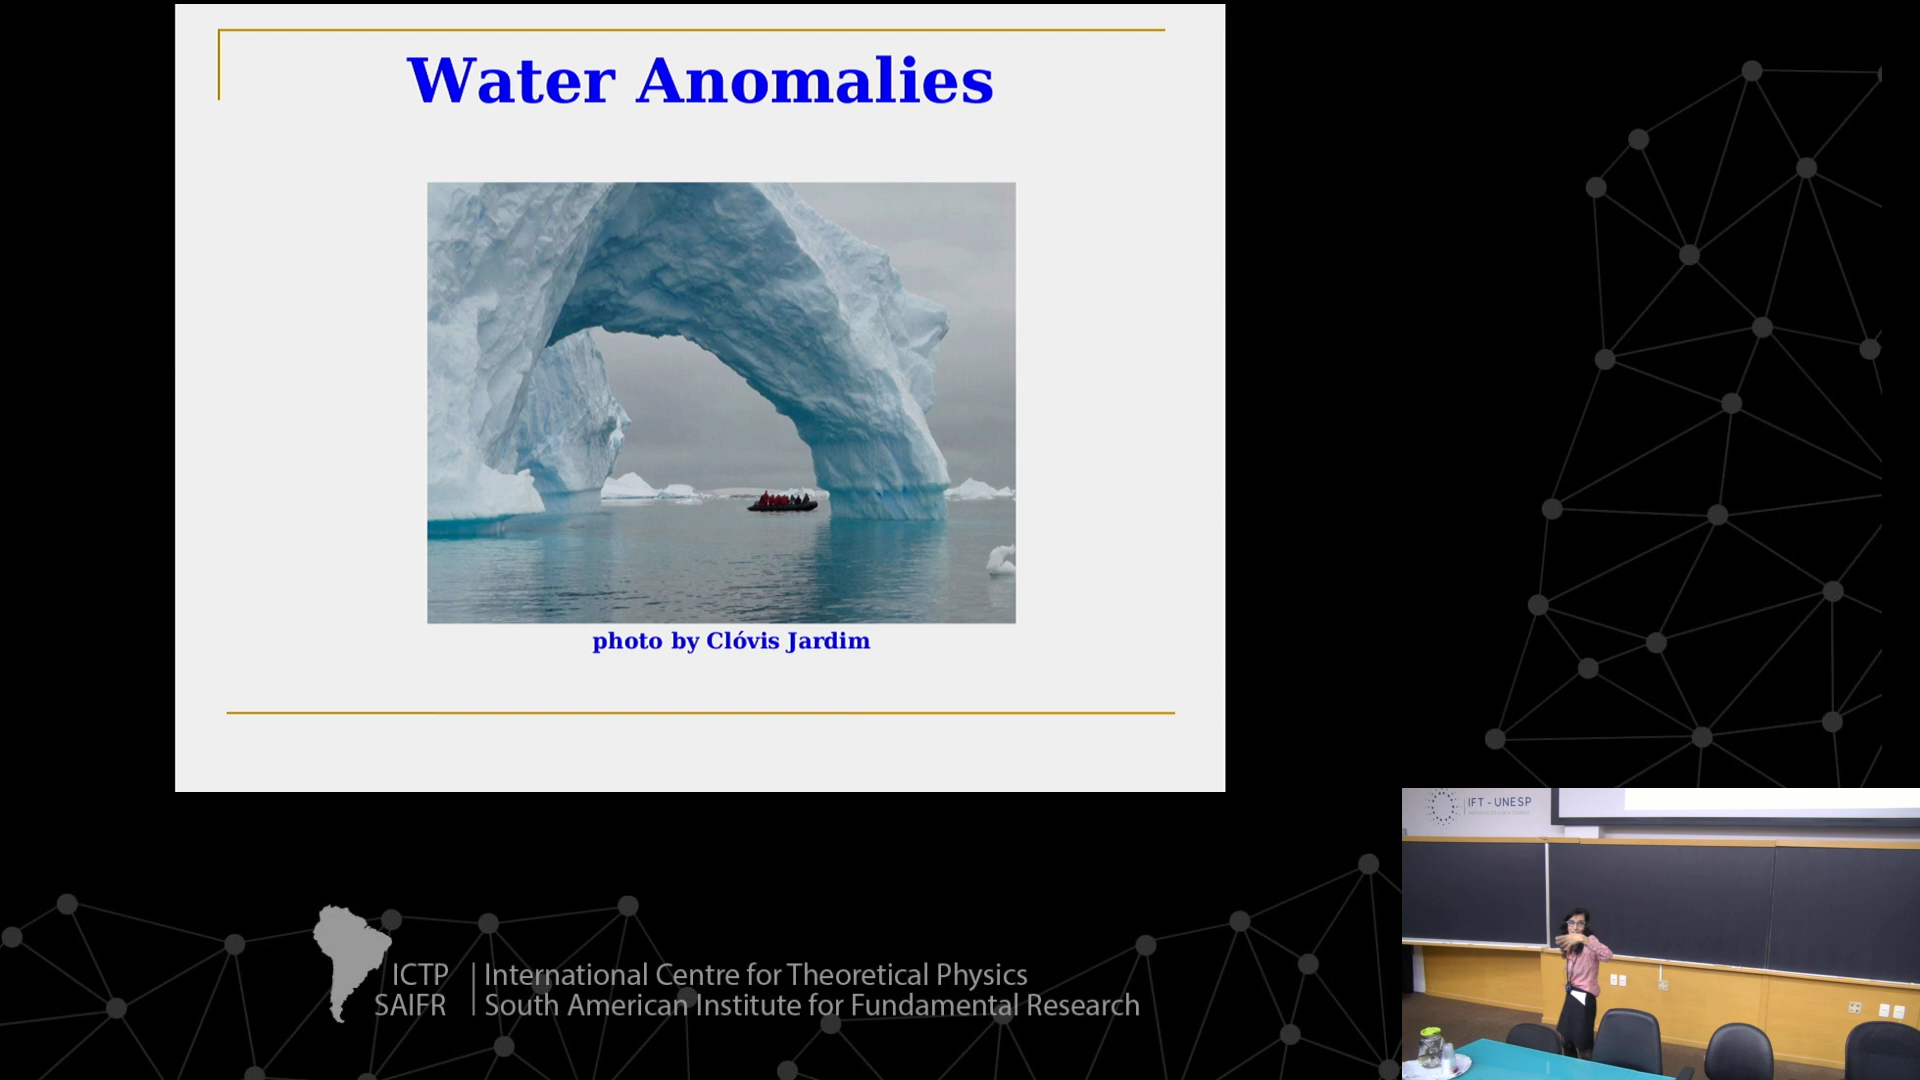 Water Anomalies
photo by Clóvis Jardim
IFT - UNESP
ICTP
SAIFR
International Centre for Theoretical Physics
South American Institute for Fundamental Research